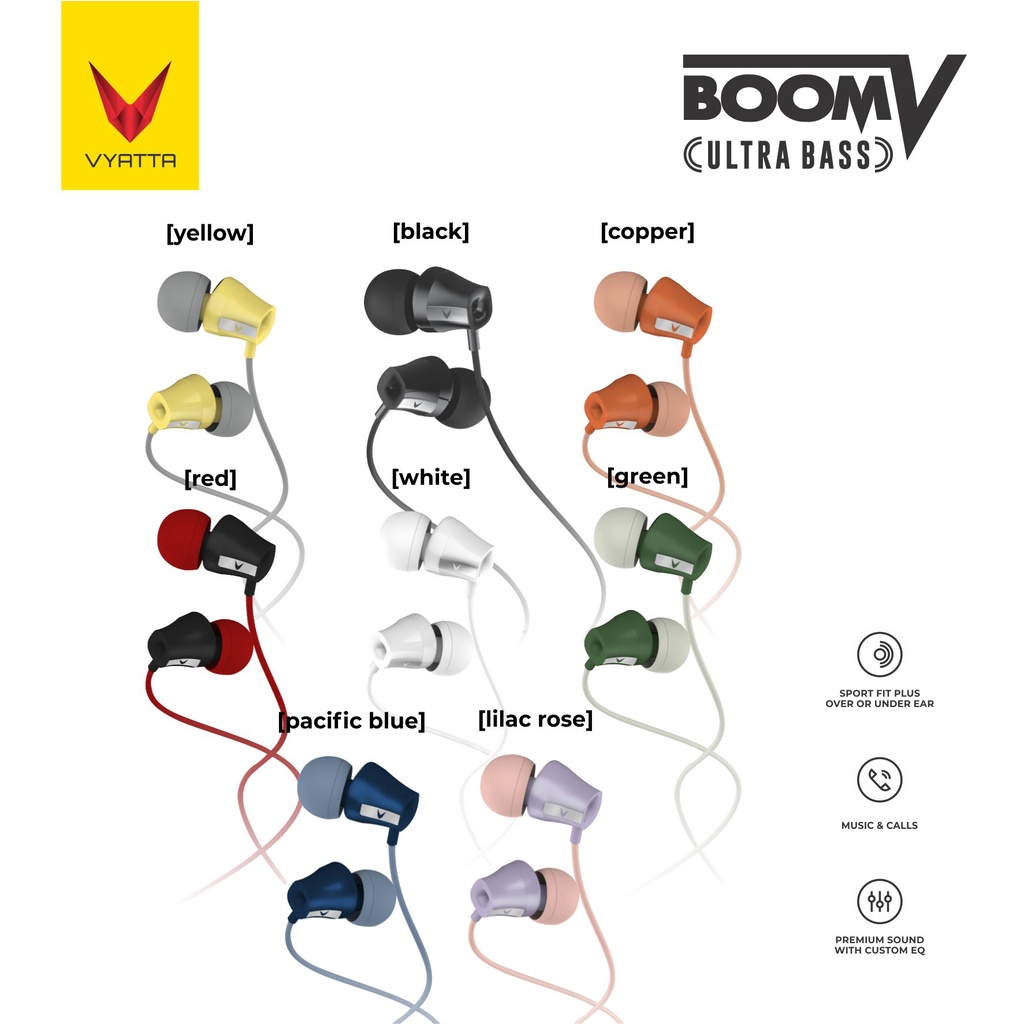 VYATTA
BOOMV
ULTRA BASS
[yellow]
[black]
[copper]
[red]
[white]
[green]
[pacific blue]
[lilac rose]
SPORT FIT PLUS
OVER OR UNDER EAR
MUSIC & CALLS
PREMIUM SOUND
WITH CUSTOM EQ